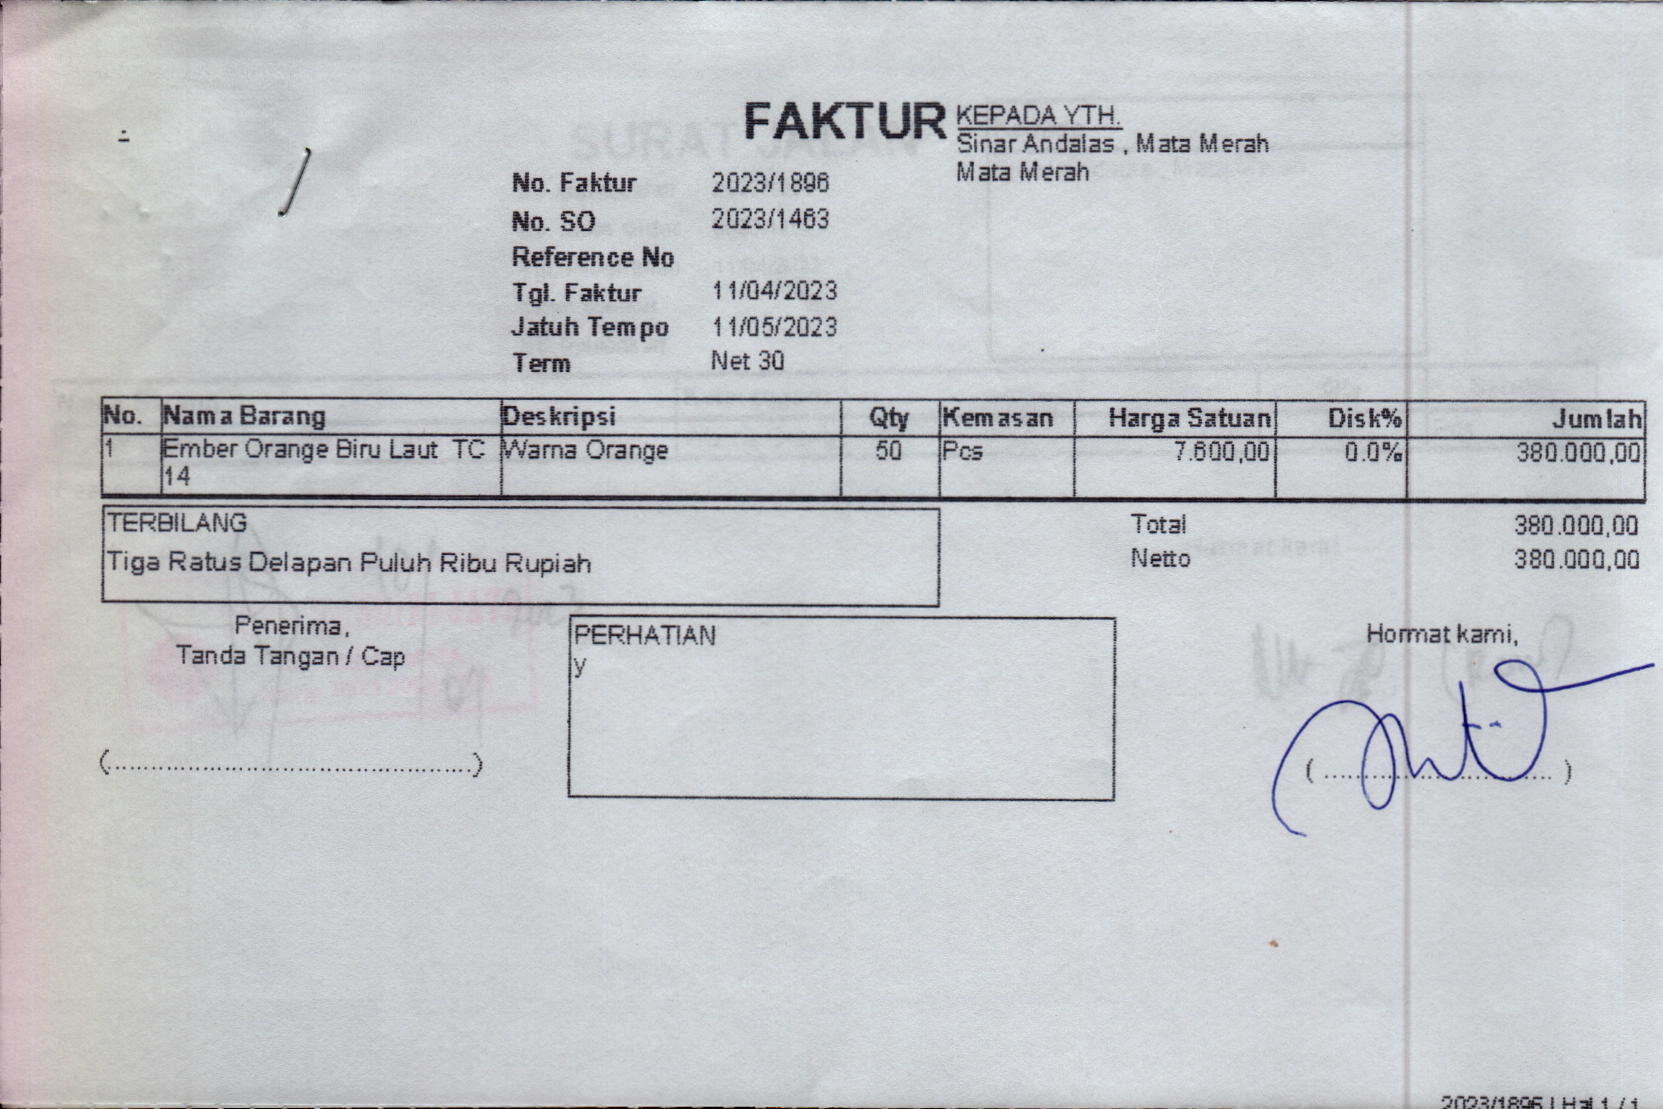 FAKTUR
KEPADA YTH.
Sinar Andalas , Mata Merah
Mata Merah
No. Faktur 2023/1896
No. SO 2023/1463
Reference No
Tgl. Faktur 11/04/2023
Jatuh Tempo 11/05/2023
Term Net 30
No. Nama Barang Deskripsi Qty Kemasan Harga Satuan Disk% Jumlah
1 Ember Orange Biru Laut TC Warna Orange 50 Pcs 7.600,00 0.0% 380.000,00
14
TERBILANG
Tiga Ratus Delapan Puluh Ribu Rupiah
Total 380.000,00
Netto 380.000,00
Penerima,
Tanda Tangan / Cap
(............................................)
PERHATIAN
y
Hormat kami,
( ............................ )
2023/1896 | Hal 1 / 1